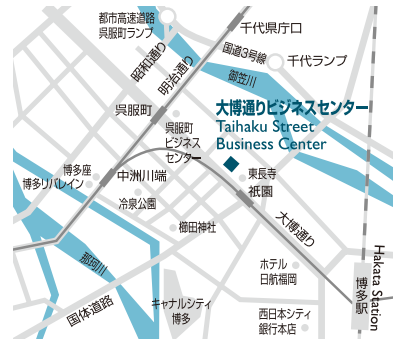 都市高速道路
呉服町ランプ
千代県庁口
昭和通り
明治通り
国道3号線
千代ランプ
御笠川
呉服町
大博通りビジネスセンター
Taihaku Street
Business Center
呉服町
ビジネス
センター
博多座
博多リバレイン
中洲川端
東長寺
祇園
冷泉公園
櫛田神社
大博通り
那珂川
ホテル
日航福岡
Hakata Station
博多駅
国体道路
キャナルシティ
博多
西日本シティ
銀行本店